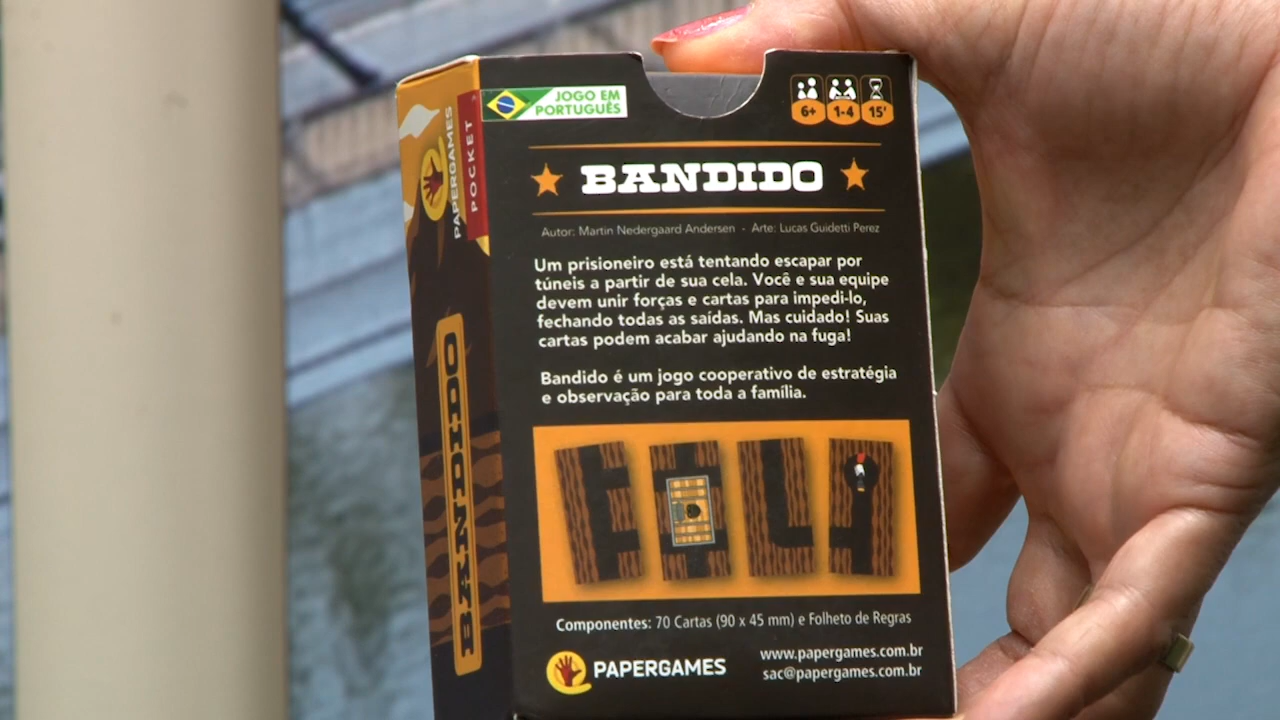 JOGO EM
PORTUGUÊS
6+ 1-4 15'
PAPERGAMES
POCKET
BANDIDO
Autor: Martin Nedergaard Andersen - Arte: Lucas Guidetti Perez
Um prisioneiro está tentando escapar por
túneis a partir de sua cela. Você e sua equipe
devem unir forças e cartas para impedi-lo,
fechando todas as saídas. Mas cuidado! Suas
cartas podem acabar ajudando na fuga!
Bandido é um jogo cooperativo de estratégia
e observação para toda a família.
BANDIDO
Componentes: 70 Cartas (90 x 45 mm) e Folheto de Regras
PAPERGAMES
www.papergames.com.br
sac@papergames.com.br